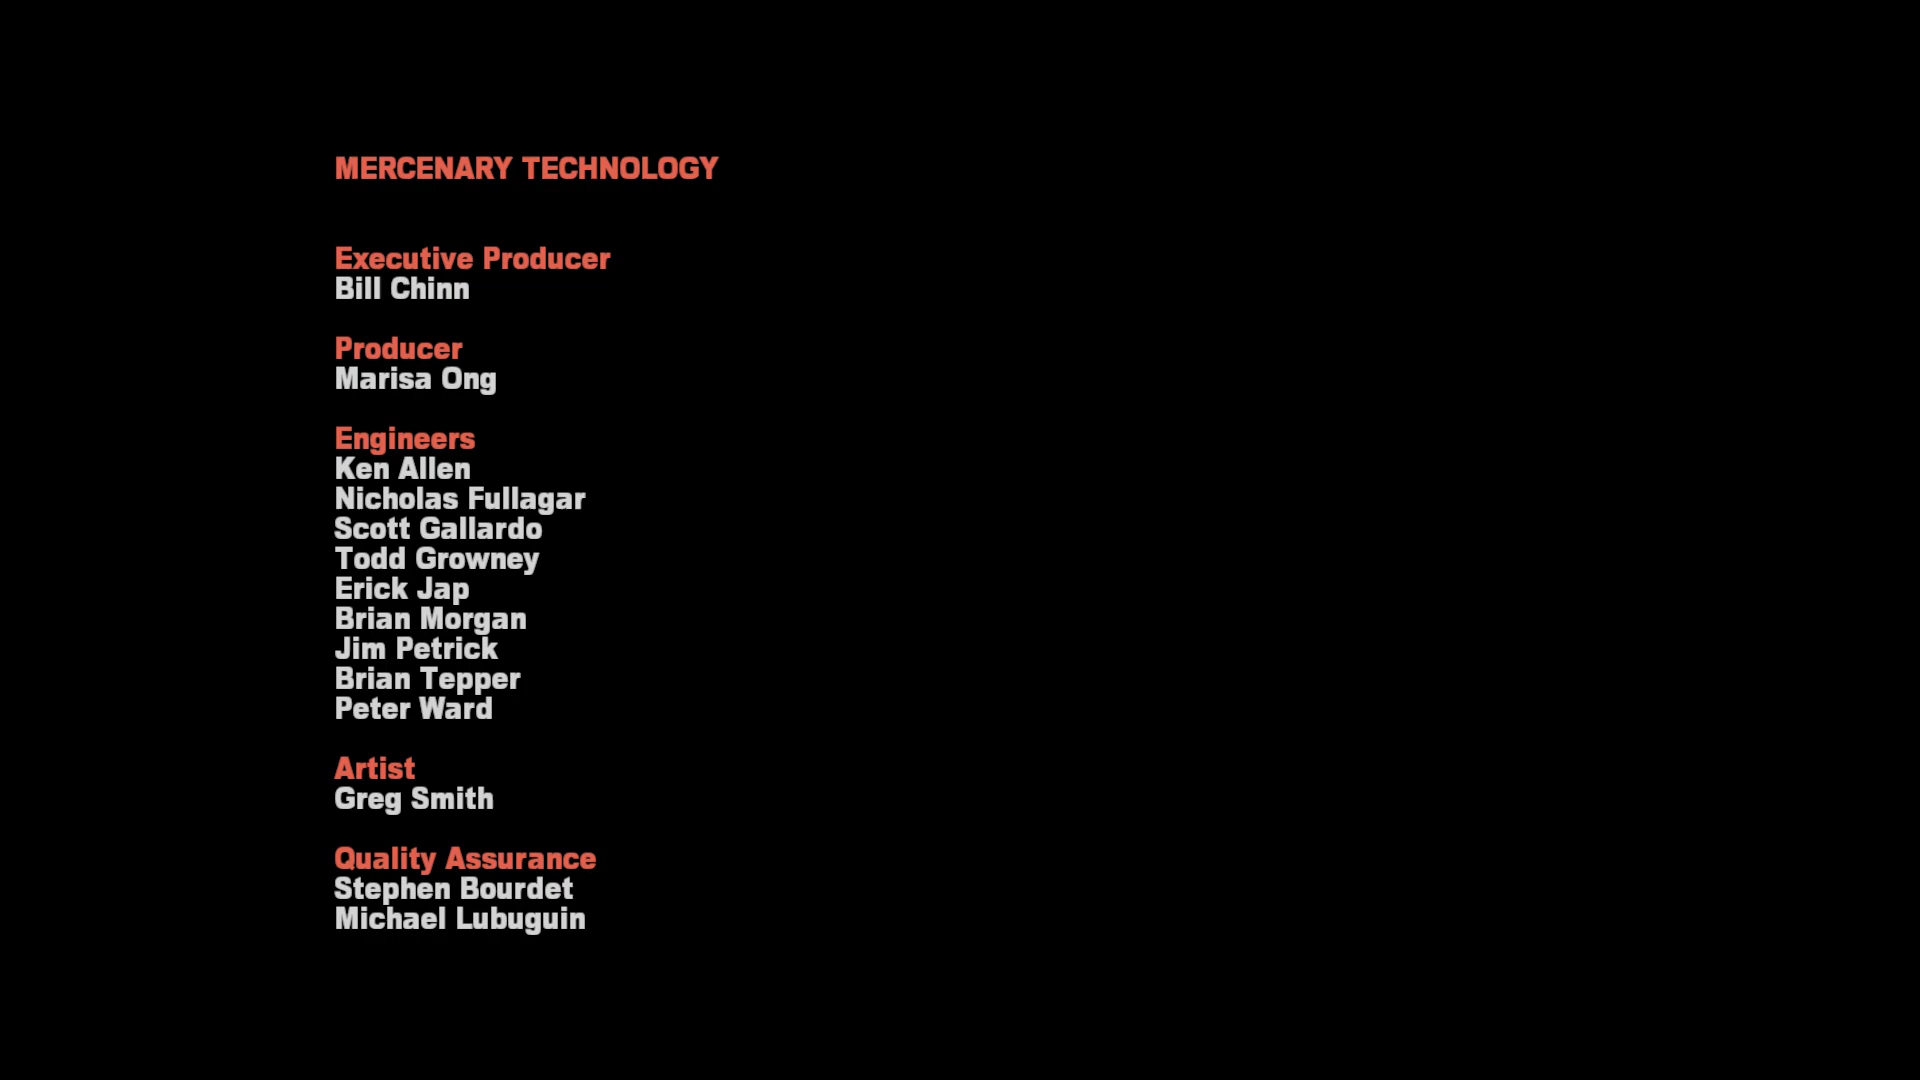 MERCENARY TECHNOLOGY
Executive Producer
Bill Chinn
Producer
Marisa Ong
Engineers
Ken Allen
Nicholas Fullagar
Scott Gallardo
Todd Growney
Erick Jap
Brian Morgan
Jim Petrick
Brian Tepper
Peter Ward
Artist
Greg Smith
Quality Assurance
Stephen Bourdet
Michael Lubuguin